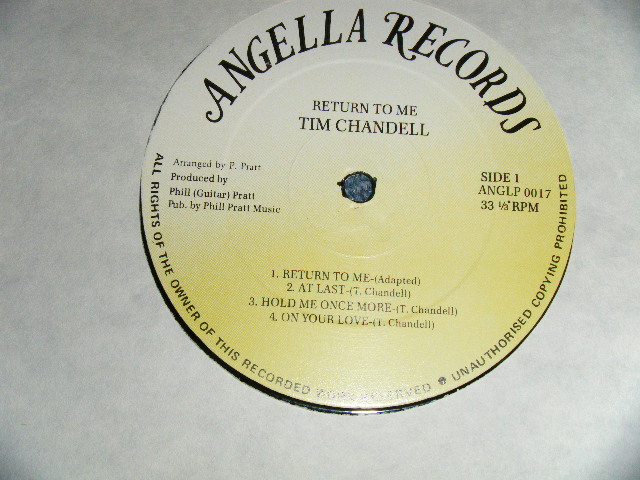 ANGELLA RECORDS
RETURN TO ME
TIM CHANDELL
Arranged by P. Pratt
Produced by
Phill (Guitar) Pratt
Pub. by Phill Pratt Music
SIDE 1
ANGLP 0017
33 ⅓ RPM
1. RETURN TO ME-(Adapted)
2. AT LAST-(T. Chandell)
3. HOLD ME ONCE MORE-(T. Chandell)
4. ON YOUR LOVE-(T. Chandell)
ALL RIGHTS OF THE OWNER OF THIS RECORDED WORK RESERVED ● UNAUTHORISED COPYING PROHIBITED